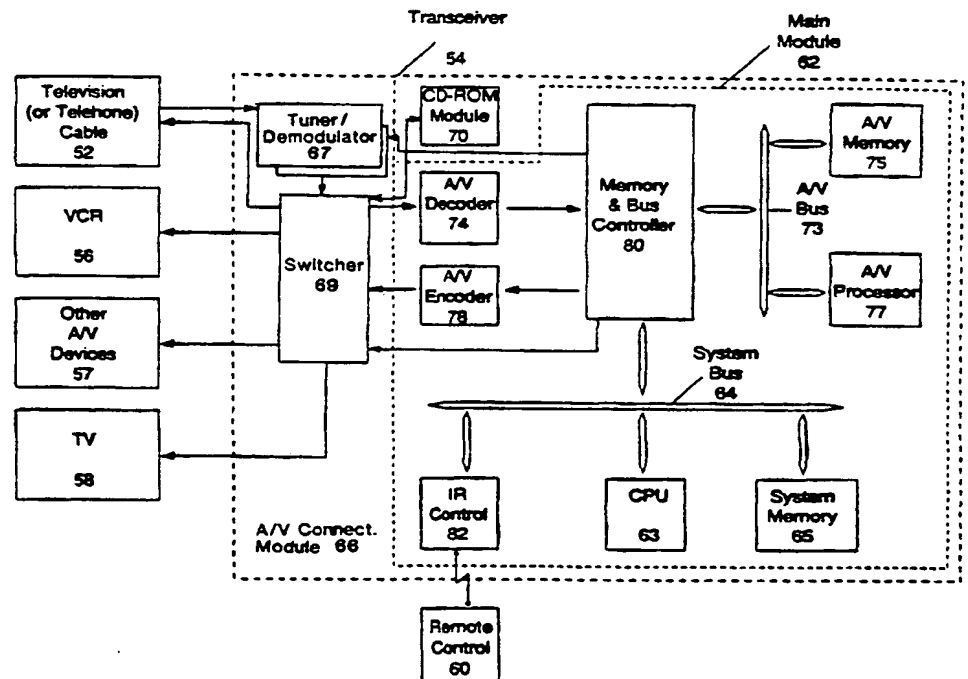 Transceiver
54
Main
Module
62
Television
(or Telehone)
Cable
52
Tuner/
Demodulator
67
CD-ROM
Module
70
A/V
Memory
75
VCR
56
Switcher
69
A/V
Decoder
74
Memory
& Bus
Controller
80
A/V
Bus
73
Other
A/V
Devices
57
A/V
Encoder
78
A/V
Processor
77
System
Bus
64
TV
58
IR
Control
82
CPU
63
System
Memory
65
A/V Connect.
Module 66
Remote
Control
60